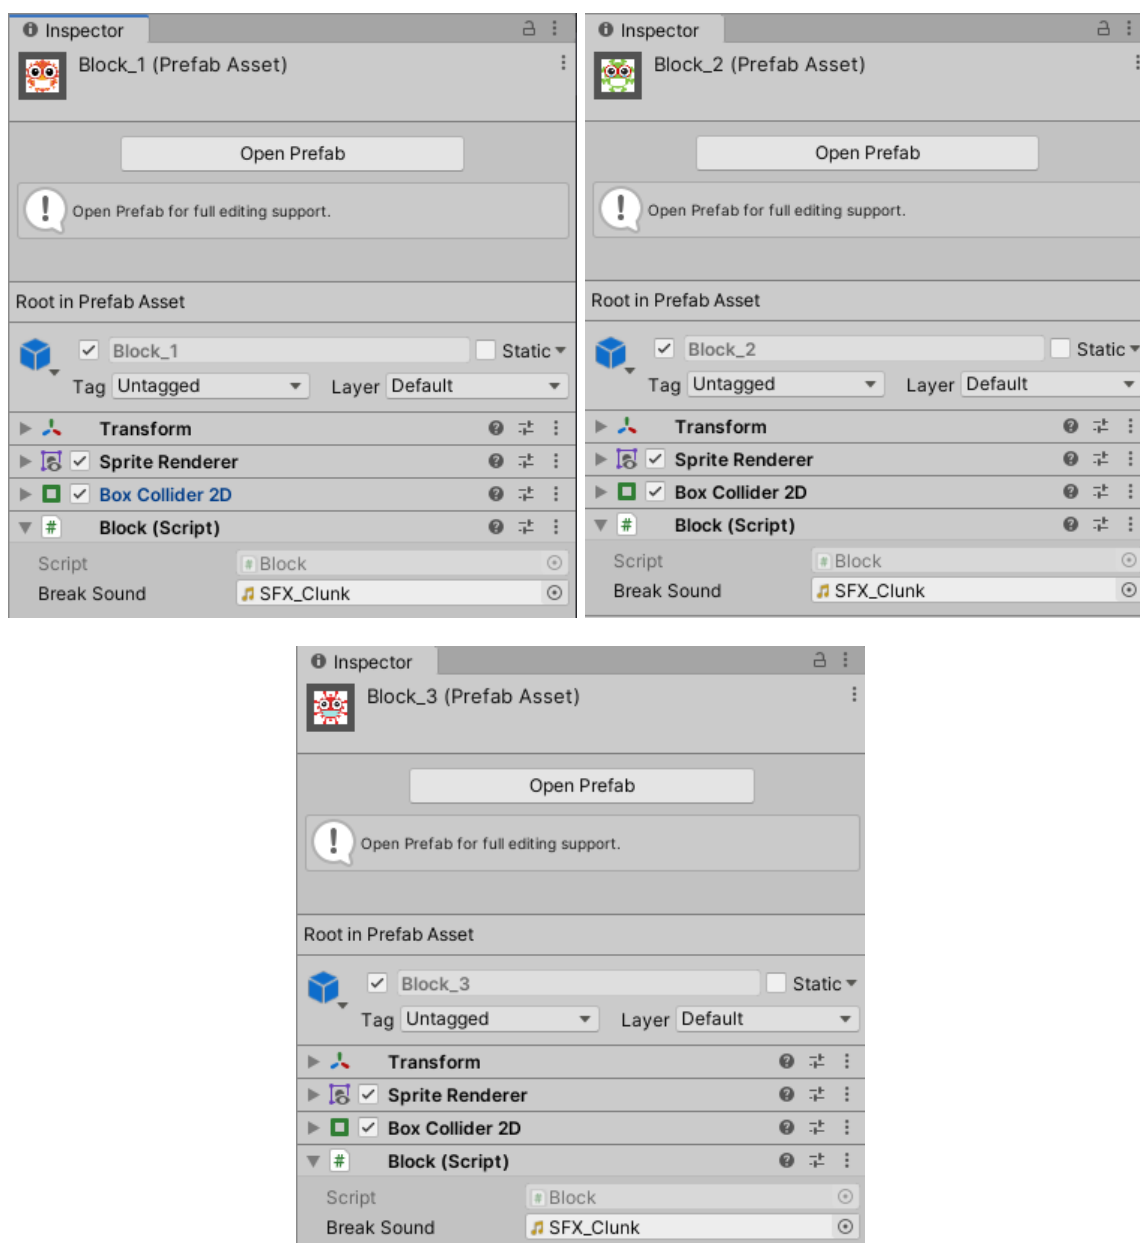 Inspector
Block_1 (Prefab Asset)
Open Prefab
Open Prefab for full editing support.
Root in Prefab Asset
Block_1 Static
Tag Untagged Layer Default
Transform
Sprite Renderer
Box Collider 2D
# Block (Script)
Script # Block
Break Sound SFX_Clunk
Inspector
Block_2 (Prefab Asset)
Open Prefab
Open Prefab for full editing support.
Root in Prefab Asset
Block_2 Static
Tag Untagged Layer Default
Transform
Sprite Renderer
Box Collider 2D
# Block (Script)
Script # Block
Break Sound SFX_Clunk
Inspector
Block_3 (Prefab Asset)
Open Prefab
Open Prefab for full editing support.
Root in Prefab Asset
Block_3 Static
Tag Untagged Layer Default
Transform
Sprite Renderer
Box Collider 2D
# Block (Script)
Script # Block
Break Sound SFX_Clunk